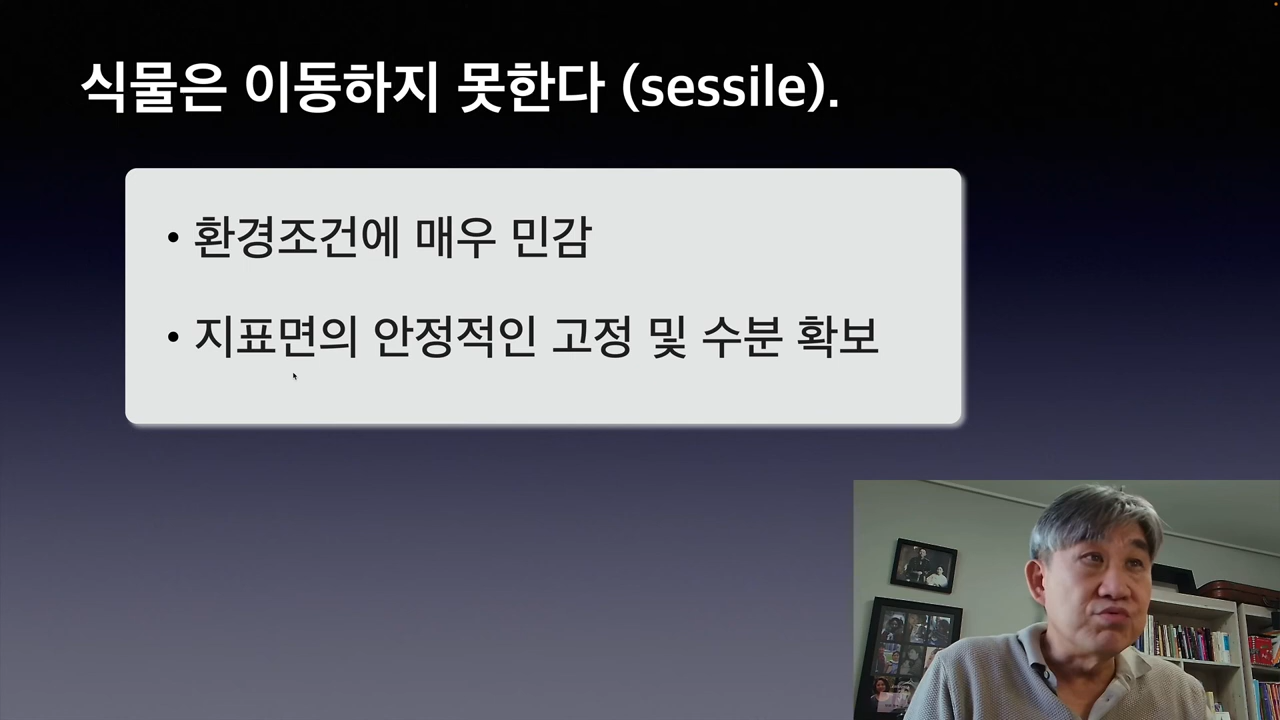 식물은 이동하지 못한다 (sessile).
• 환경조건에 매우 민감
• 지표면의 안정적인 고정 및 수분 확보